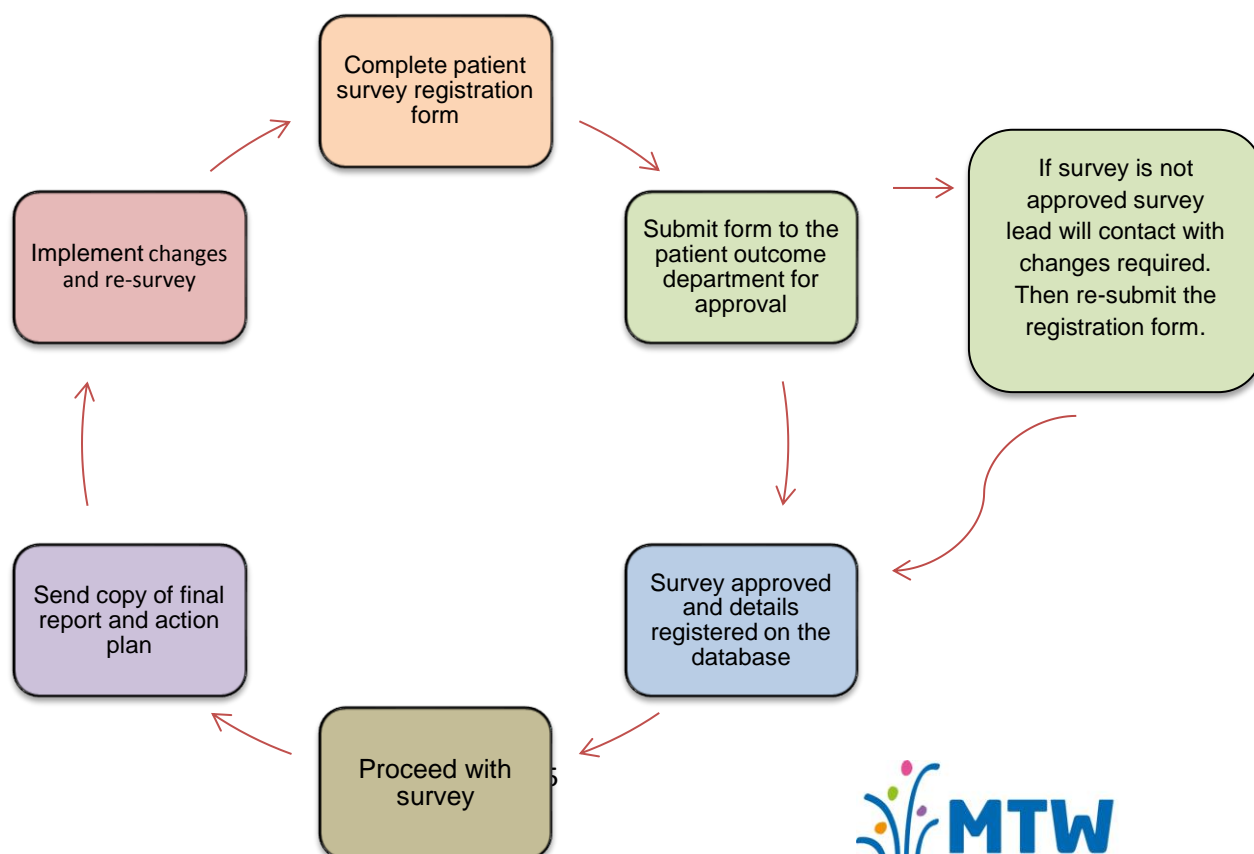 Complete patient
survey registration
form
Submit form to the
patient outcome
department for
approval
If survey is not
approved survey
lead will contact with
changes required.
Then re-submit the
registration form.
Survey approved
and details
registered on the
database
Proceed with
survey
Send copy of final
report and action
plan
Implement changes
and re-survey
MTW